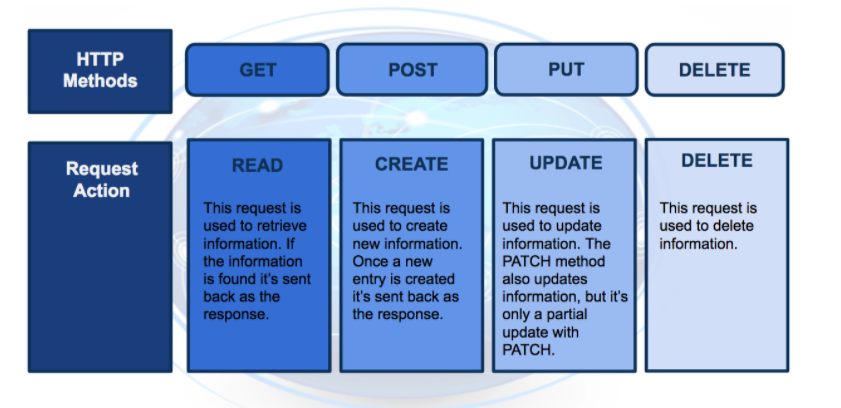 HTTP
Methods
GET
POST
PUT
DELETE
Request
Action
READ
This request is
used to retrieve
information. If
the information
is found it's sent
back as the
response.
CREATE
This request is
used to create
new information.
Once a new
entry is created
it's sent back as
the response.
UPDATE
This request is
used to update
information. The
PATCH method
also updates
information, but it's
only a partial
update with
PATCH.
DELETE
This request is
used to delete
information.